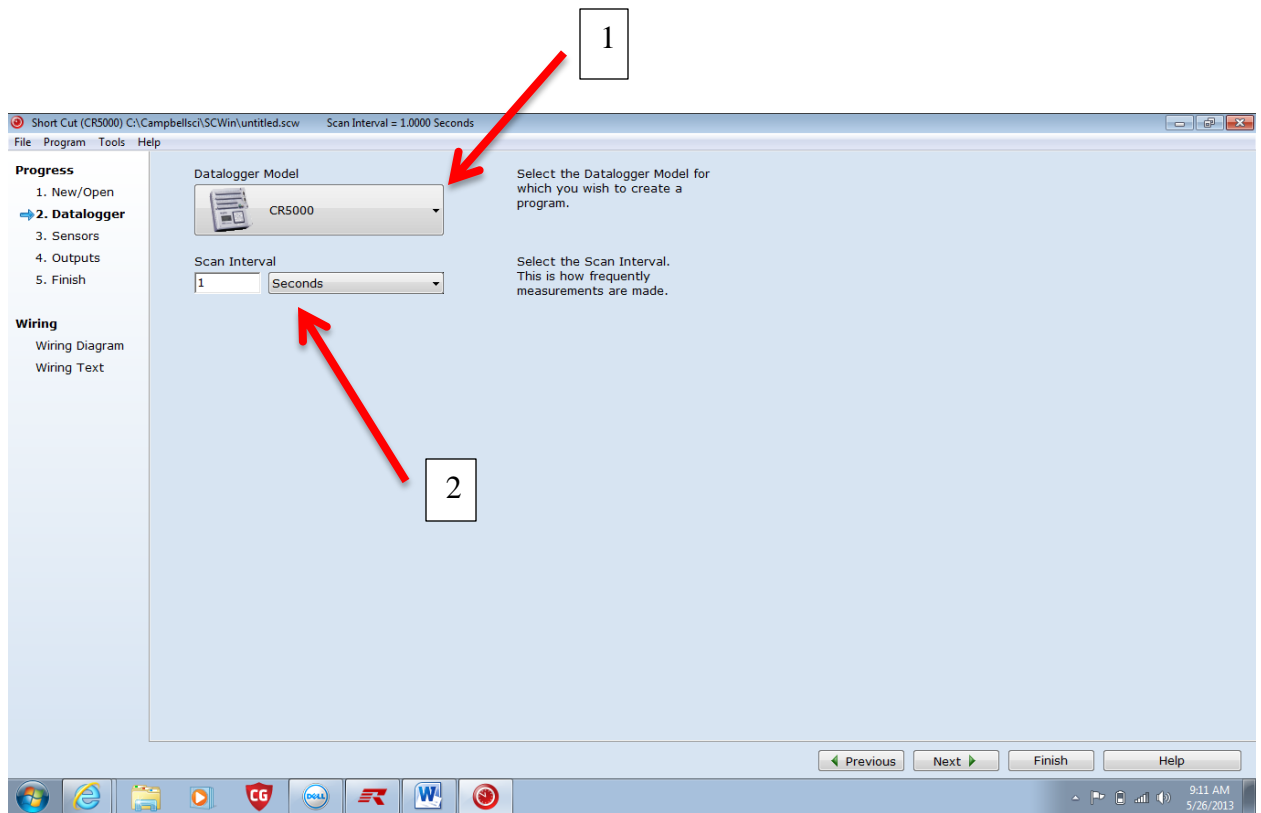 1
Short Cut (CR5000) C:\Campbellsci\SCWin\untitled.scw Scan Interval = 1.0000 Seconds
File Program Tools Help
Progress
1. New/Open
2. Datalogger
3. Sensors
4. Outputs
5. Finish
Wiring
Wiring Diagram
Wiring Text
Datalogger Model
CR5000
Select the Datalogger Model for
which you wish to create a
program.
Scan Interval
1 Seconds
Select the Scan Interval.
This is how frequently
measurements are made.
2
Previous Next Finish Help
CG
DELL
W
9:11 AM
5/26/2013